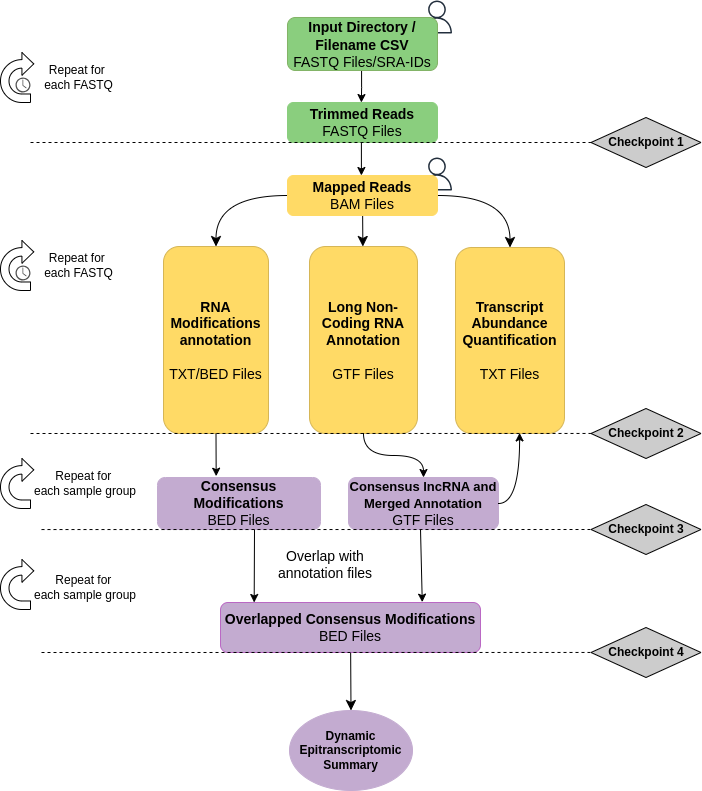 Input Directory /
Filename CSV
FASTQ Files/SRA-IDs
Repeat for
each FASTQ
Trimmed Reads
FASTQ Files
Checkpoint 1
Mapped Reads
BAM Files
Repeat for
each FASTQ
RNA
Modifications
annotation
TXT/BED Files
Long Non-
Coding RNA
Annotation
GTF Files
Transcript
Abundance
Quantification
TXT Files
Checkpoint 2
Repeat for
each sample group
Consensus
Modifications
BED Files
Consensus lncRNA and
Merged Annotation
GTF Files
Checkpoint 3
Overlap with
annotation files
Repeat for
each sample group
Overlapped Consensus Modifications
BED Files
Checkpoint 4
Dynamic
Epitranscriptomic
Summary